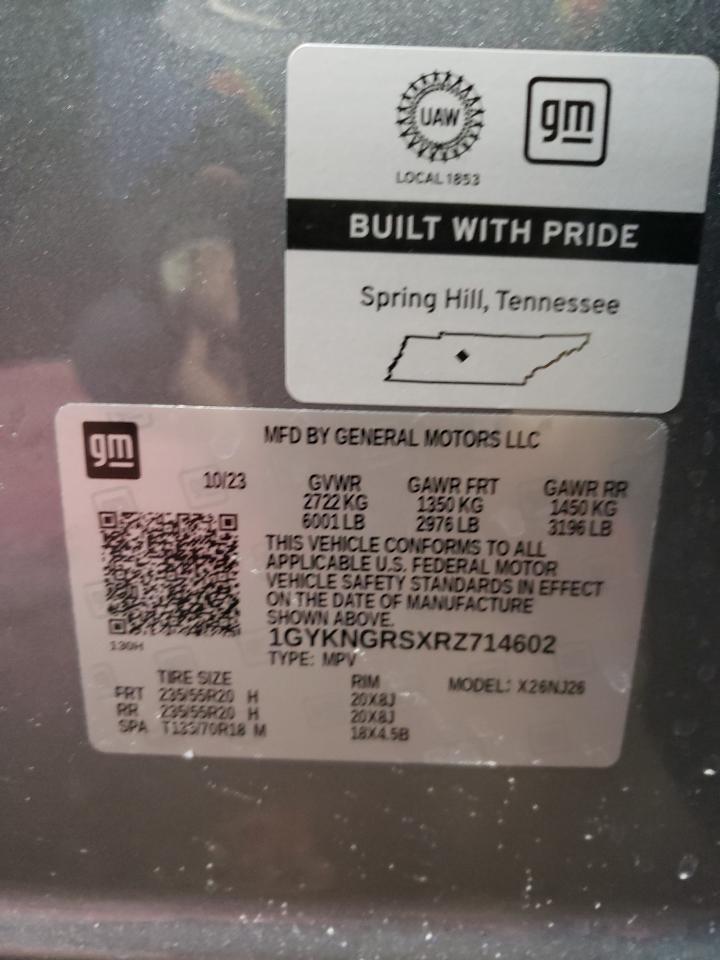 UAW
gm
LOCAL 1853
BUILT WITH PRIDE
Spring Hill, Tennessee
gm
MFD BY GENERAL MOTORS LLC
10/23 GVWR GAWR FRT GAWR RR
2722 KG 1350 KG 1450 KG
6001 LB 2976 LB 3196 LB
THIS VEHICLE CONFORMS TO ALL
APPLICABLE U.S. FEDERAL MOTOR
VEHICLE SAFETY STANDARDS IN EFFECT
ON THE DATE OF MANUFACTURE
SHOWN ABOVE.
1GYKNGRSXRZ714602
130H
TYPE: MPV
TIRE SIZE RIM MODEL: X26NJ26
FRT 235/55R20 H 20X8J
RR 235/55R20 H 20X8J
SPA T135/70R18 M 18X4.5B